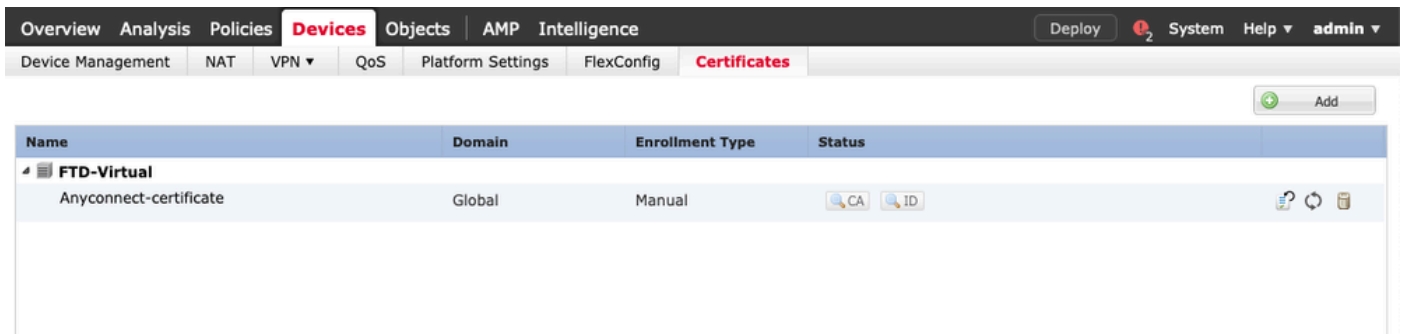 Overview Analysis Policies Devices Objects AMP Intelligence Deploy 2 System Help admin
Device Management NAT VPN QoS Platform Settings FlexConfig Certificates
Add
Name Domain Enrollment Type Status
FTD-Virtual
Anyconnect-certificate Global Manual CA ID